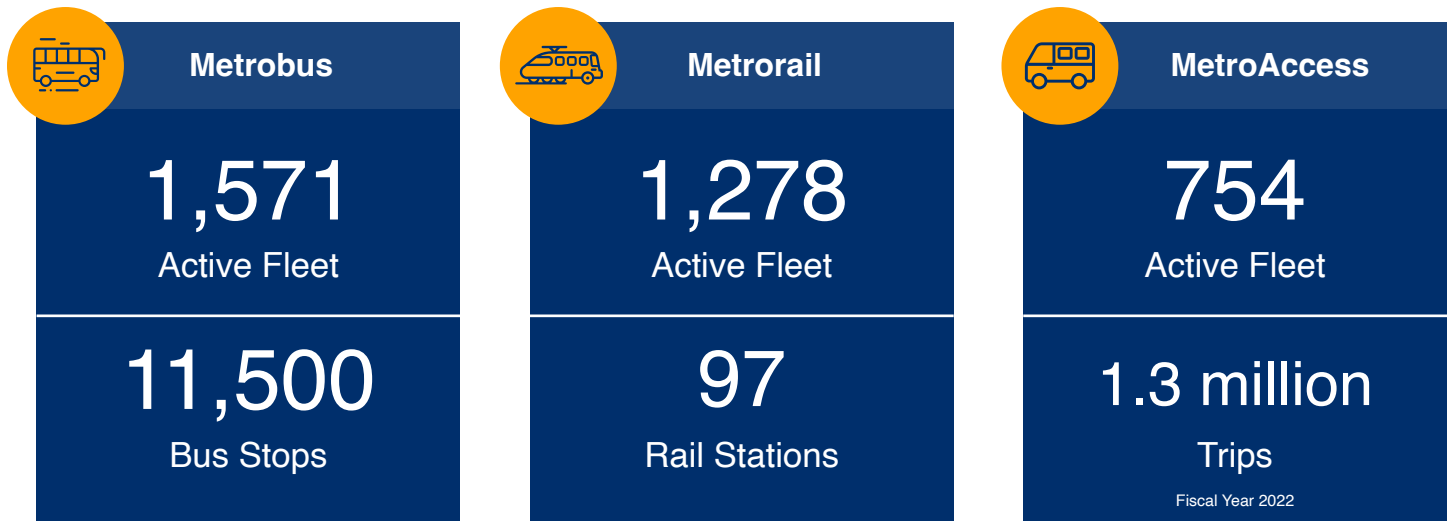 Metrobus
1,571
Active Fleet
11,500
Bus Stops
Metrorail
1,278
Active Fleet
97
Rail Stations
MetroAccess
754
Active Fleet
1.3 million
Trips
Fiscal Year 2022